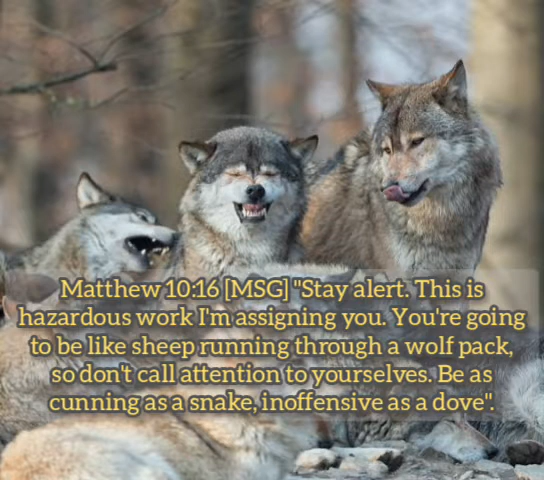 Matthew 10:16 [MSG] "Stay alert. This is
hazardous work I'm assigning you. You're going
to be like sheep running through a wolf pack,
so don't call attention to yourselves. Be as
cunning as a snake, inoffensive as a dove".